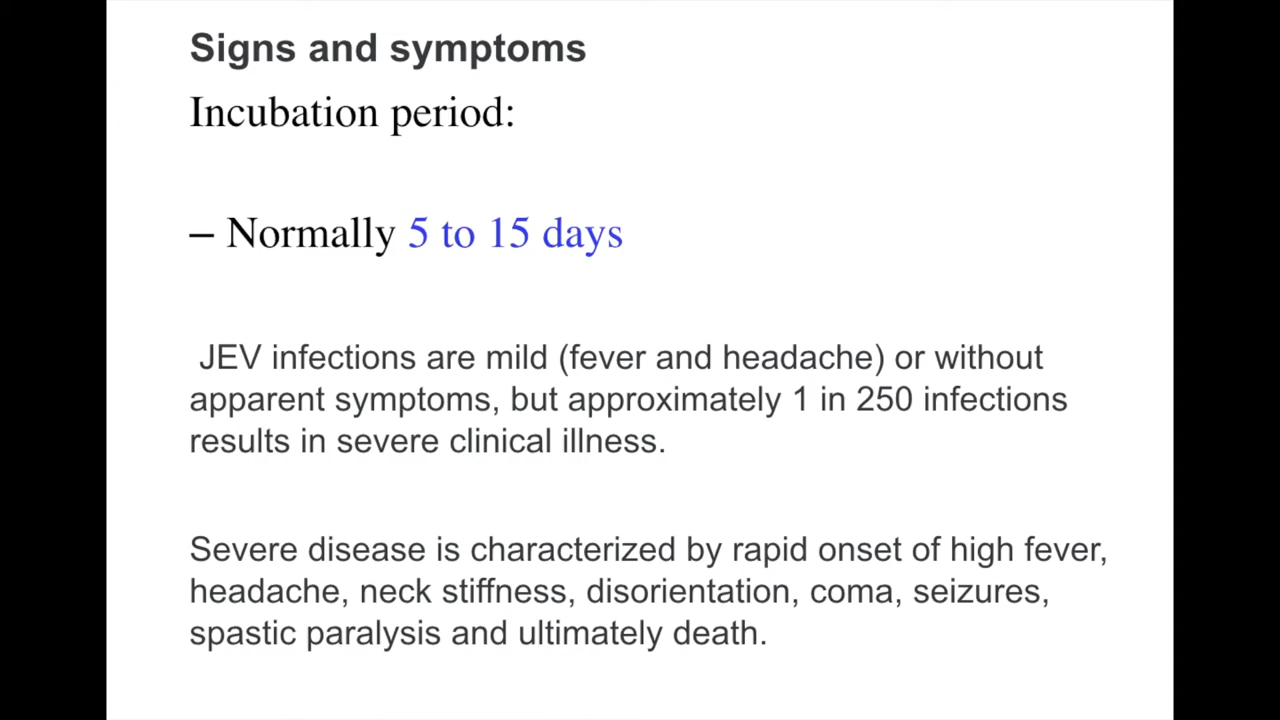 Signs and symptoms
Incubation period:
– Normally 5 to 15 days
JEV infections are mild (fever and headache) or without
apparent symptoms, but approximately 1 in 250 infections
results in severe clinical illness.
Severe disease is characterized by rapid onset of high fever,
headache, neck stiffness, disorientation, coma, seizures,
spastic paralysis and ultimately death.